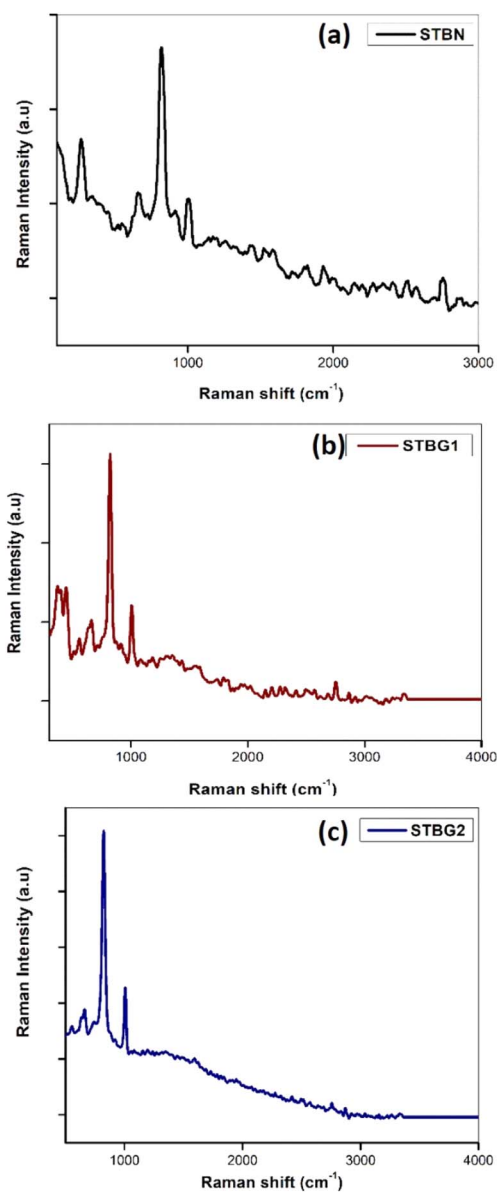 (a)
STBN
Raman Intensity (a.u)
1000
2000
3000
Raman shift (cm⁻¹)
(b)
STBG1
Raman Intensity (a.u)
1000
2000
3000
4000
Raman shift (cm⁻¹)
(c)
STBG2
Raman Intensity (a.u)
1000
2000
3000
4000
Raman shift (cm⁻¹)